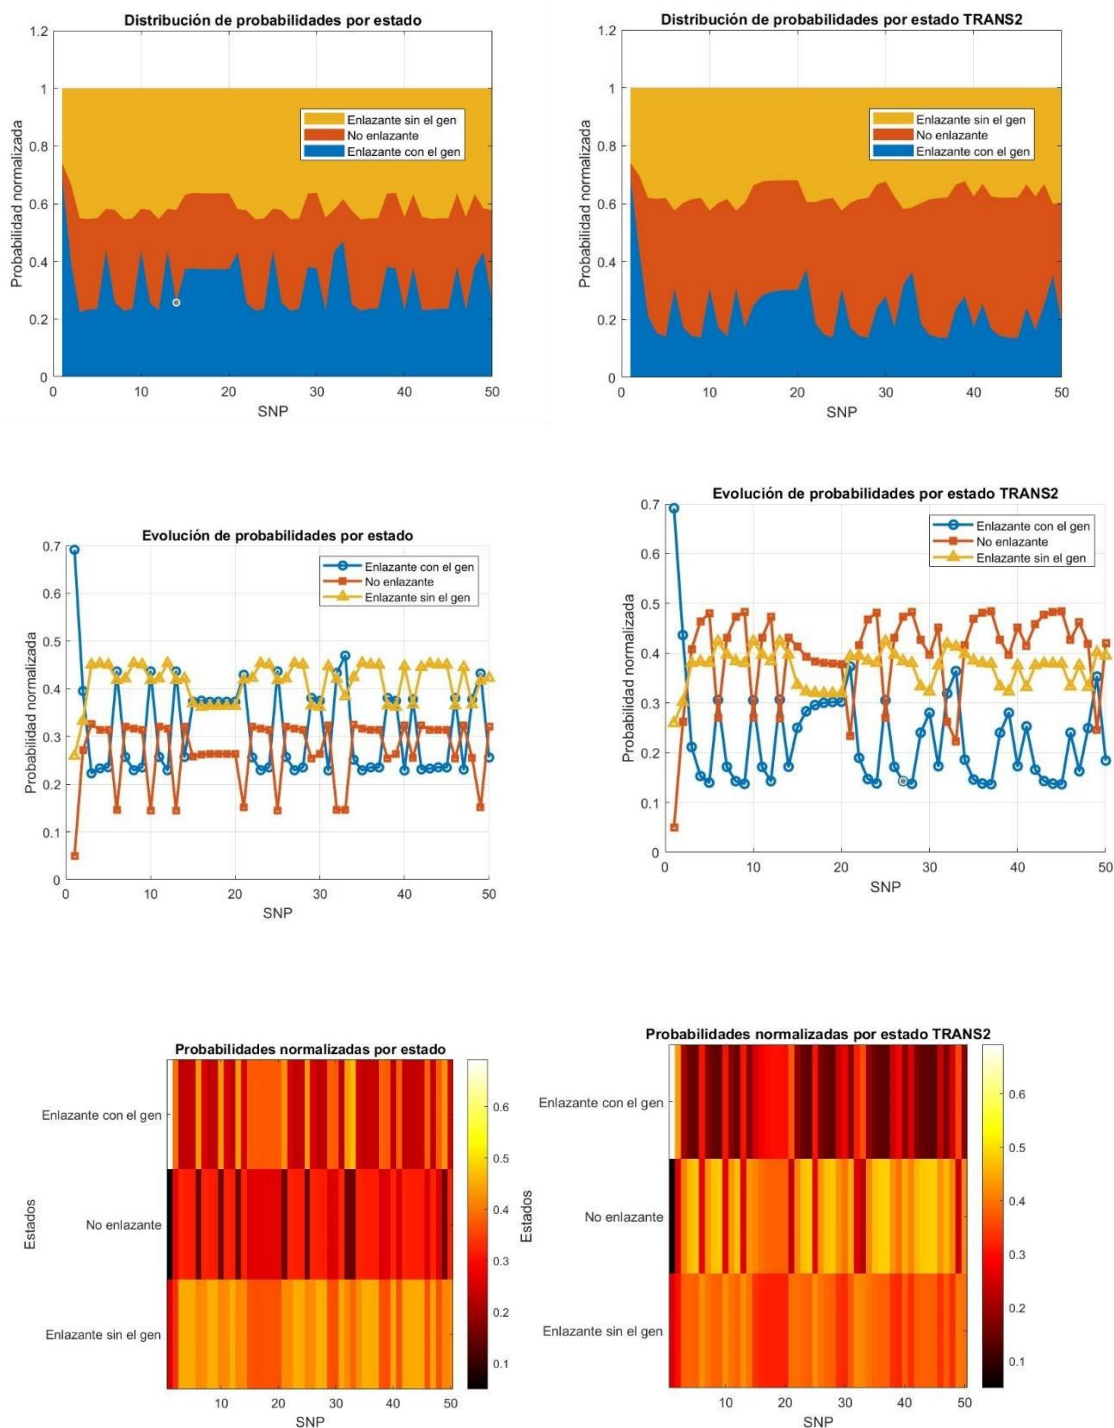 Distribución de probabilidades por estado
1.2
1
0.8
0.6
0.4
0.2
0
Probabilidad normalizada
Enlazante sin el gen
No enlazante
Enlazante con el gen
0 10 20 30 40 50
SNP
Distribución de probabilidades por estado TRANS2
1.2
1
0.8
0.6
0.4
0.2
0
Probabilidad normalizada
Enlazante sin el gen
No enlazante
Enlazante con el gen
0 10 20 30 40 50
SNP
Evolución de probabilidades por estado
0.7
0.6
0.5
0.4
0.3
0.2
0.1
0
Probabilidad normalizada
Enlazante con el gen
No enlazante
Enlazante sin el gen
0 10 20 30 40 50
SNP
Evolución de probabilidades por estado TRANS2
0.7
0.6
0.5
0.4
0.3
0.2
0.1
0
Probabilidad normalizada
Enlazante con el gen
No enlazante
Enlazante sin el gen
0 10 20 30 40 50
SNP
Probabilidades normalizadas por estado
Enlazante con el gen
No enlazante
Enlazante sin el gen
Estados
10 20 30 40 50
SNP
0.6
0.5
0.4
0.3
0.2
0.1
Probabilidades normalizadas por estado TRANS2
Enlazante con el gen
No enlazante
Enlazante sin el gen
Estados
10 20 30 40 50
SNP
0.6
0.5
0.4
0.3
0.2
0.1